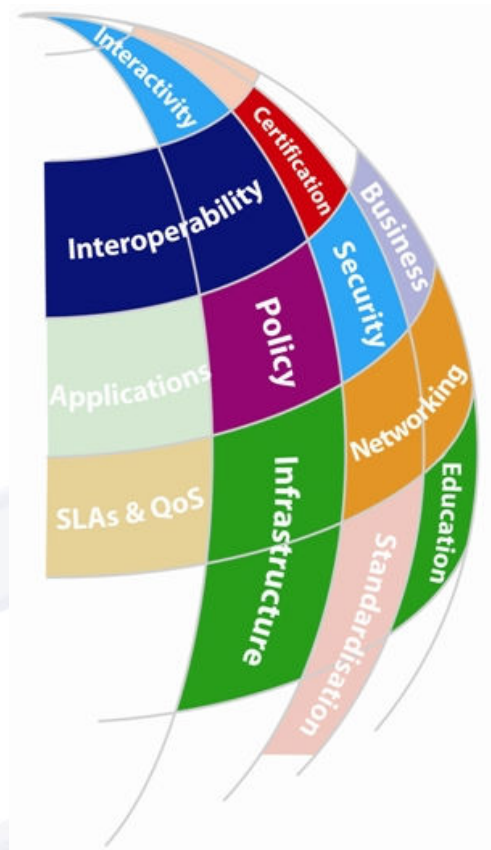 Interactivity
Certification
Business
Interoperability
Security
Policy
Applications
Networking
SLAs & QoS
Infrastructure
Education
Standardisation